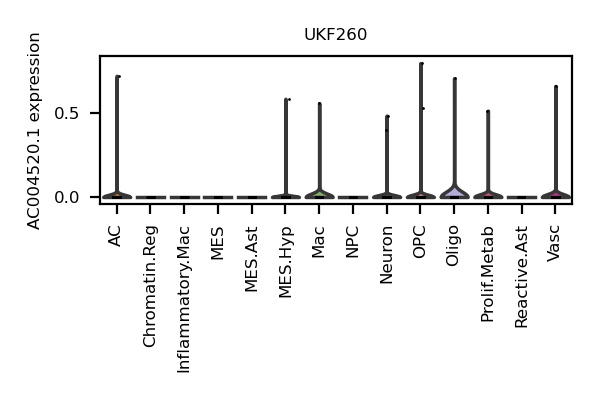 UKF260
AC004520.1 expression
0.5
0.0
AC
Chromatin.Reg
Inflammatory.Mac
MES
MES.Ast
MES.Hyp
Mac
NPC
Neuron
OPC
Oligo
Prolif.Metab
Reactive.Ast
Vasc